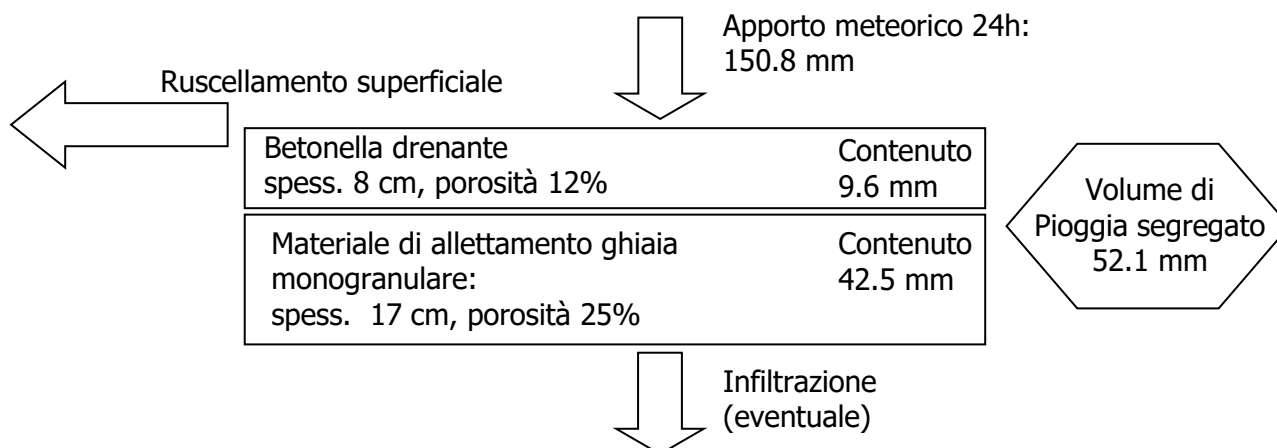 Apporto meteorico 24h:
150.8 mm
Ruscellamento superficiale
Betonella drenante
spess. 8 cm, porosità 12%
Contenuto
9.6 mm
Materiale di allettamento ghiaia
monogranulare:
spess. 17 cm, porosità 25%
Contenuto
42.5 mm
Volume di
Pioggia segregato
52.1 mm
Infiltrazione
(eventuale)